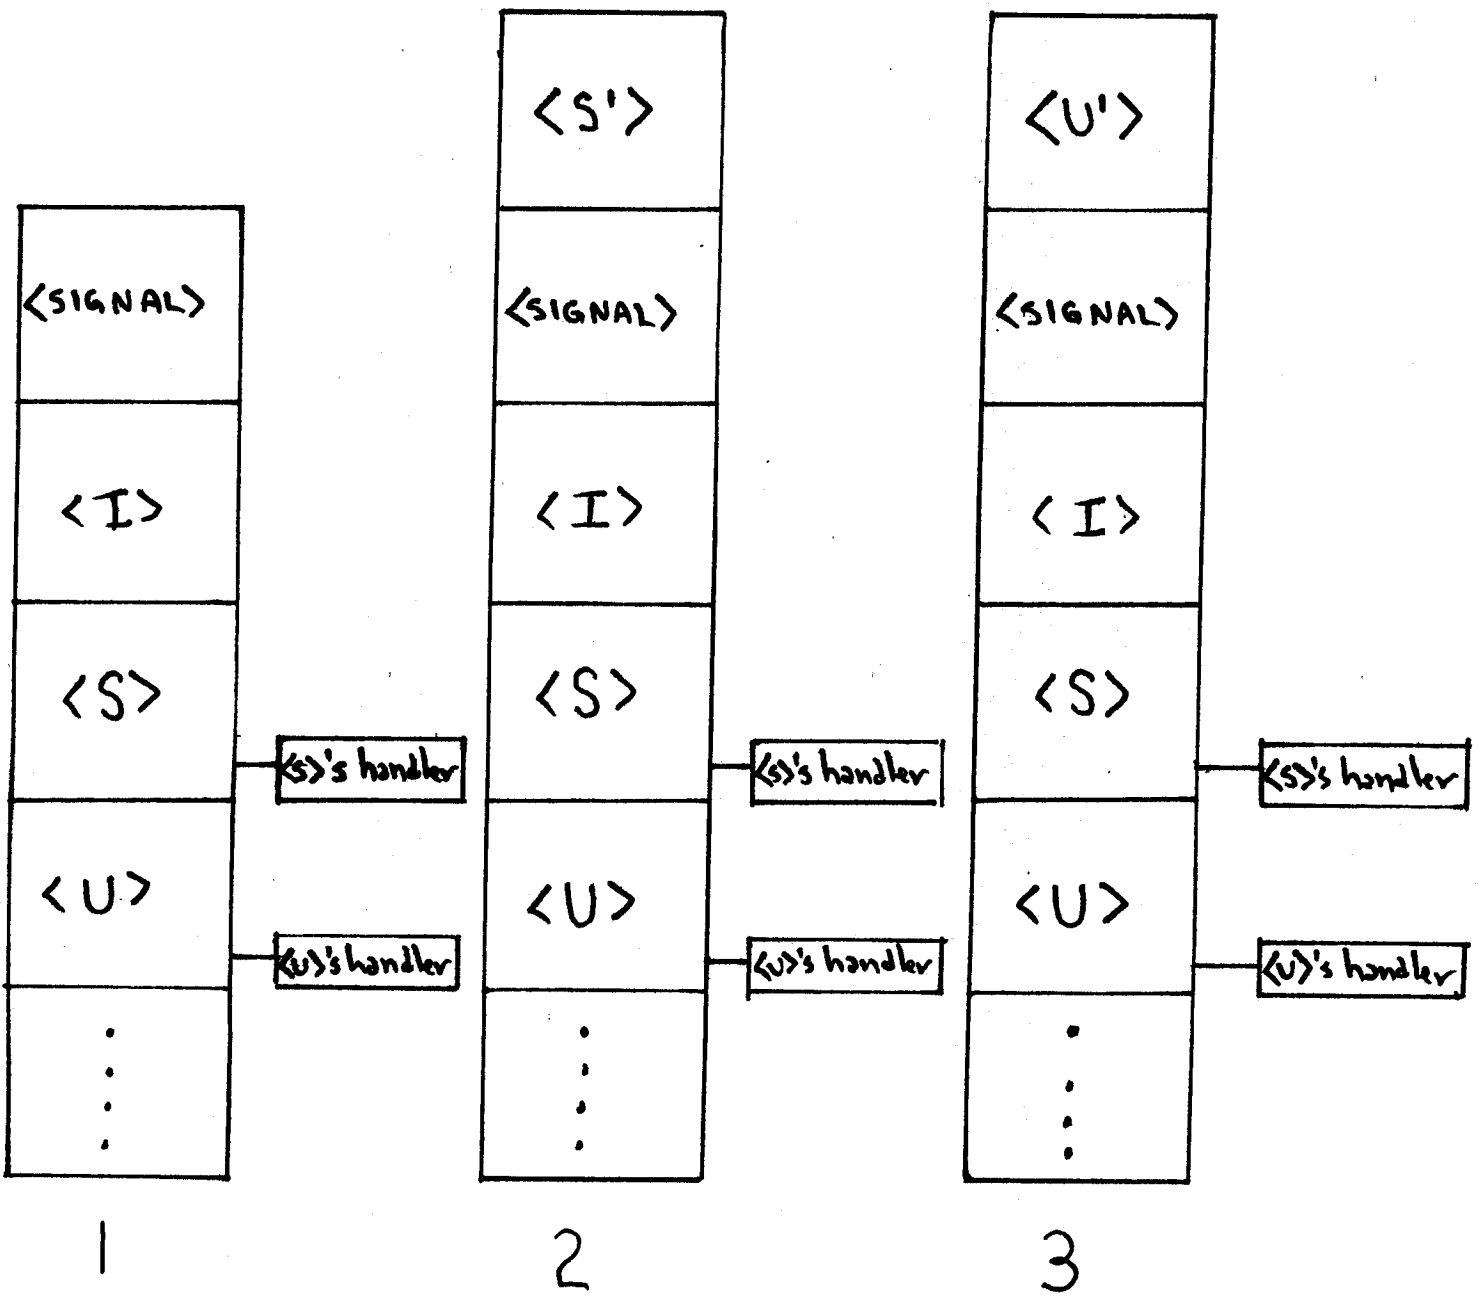 <S'>
<U'>
<SIGNAL>
<SIGNAL>
<SIGNAL>
<I>
<I>
<I>
<S>
<S>
<S>
<S>'s handler
<S>'s handler
<S>'s handler
<U>
<U>
<U>
<U>'s handler
<U>'s handler
<U>'s handler
1
2
3